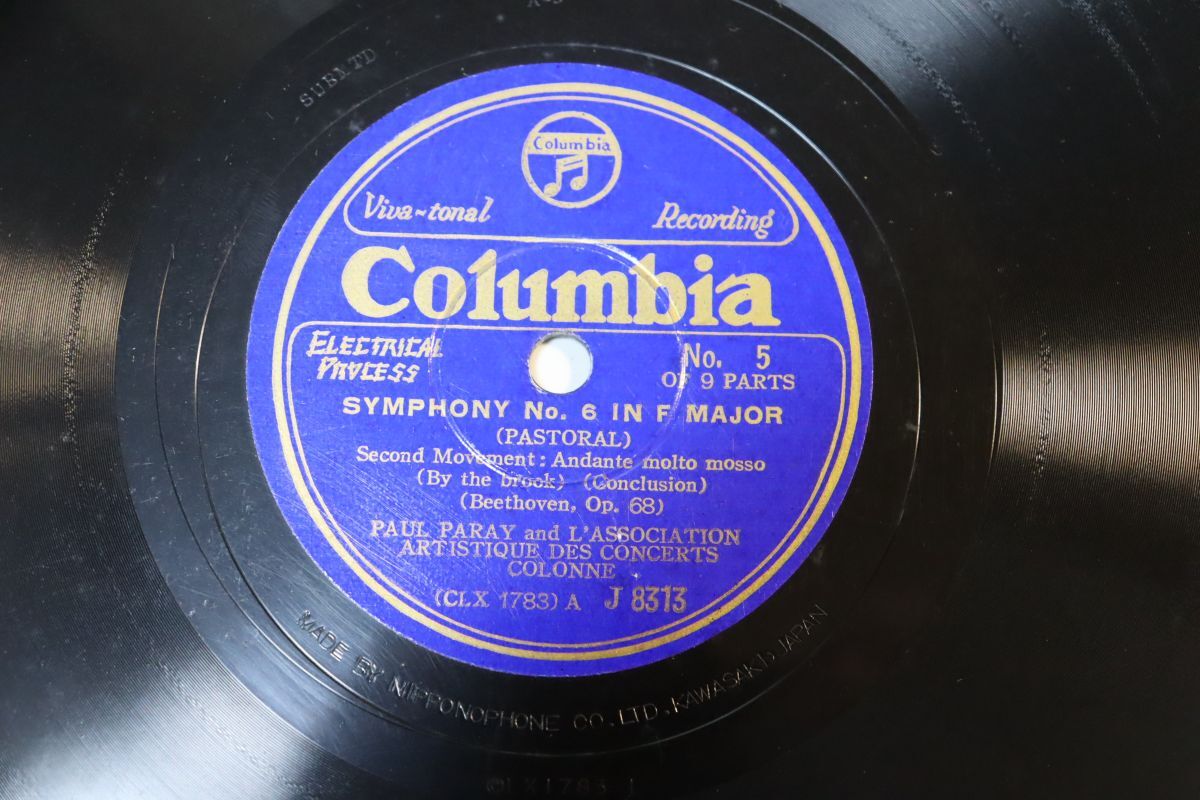 SUBLTD
Columbia
Viva-tonal Recording
Columbia
ELECTRICAL
PROCESS
No. 5
OF 9 PARTS
SYMPHONY No. 6 IN F MAJOR
(PASTORAL)
Second Movement: Andante molto mosso
(By the brook) (Conclusion)
(Beethoven, Op. 68)
PAUL PARAY and L'ASSOCIATION
ARTISTIQUE DES CONCERTS
COLONNE
(CLX 1783) A J 8313
MADE BY NIPPONOPHONE CO., LTD., KAWASAKI, JAPAN
CLX1783 1